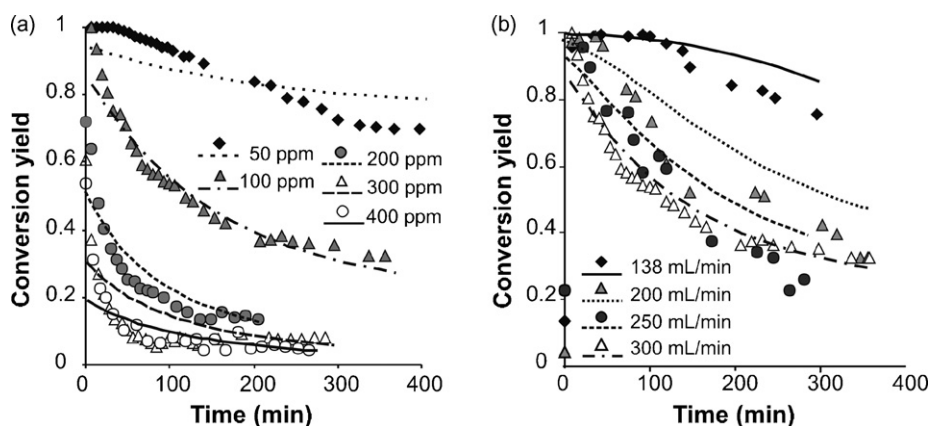 (a)
Conversion yield
1
0.8
0.6
0.4
0.2
0
50 ppm
100 ppm
200 ppm
300 ppm
400 ppm
0 100 200 300 400
Time (min)
(b)
Conversion yield
1
0.8
0.6
0.4
0.2
0
138 mL/min
200 mL/min
250 mL/min
300 mL/min
0 100 200 300 400
Time (min)